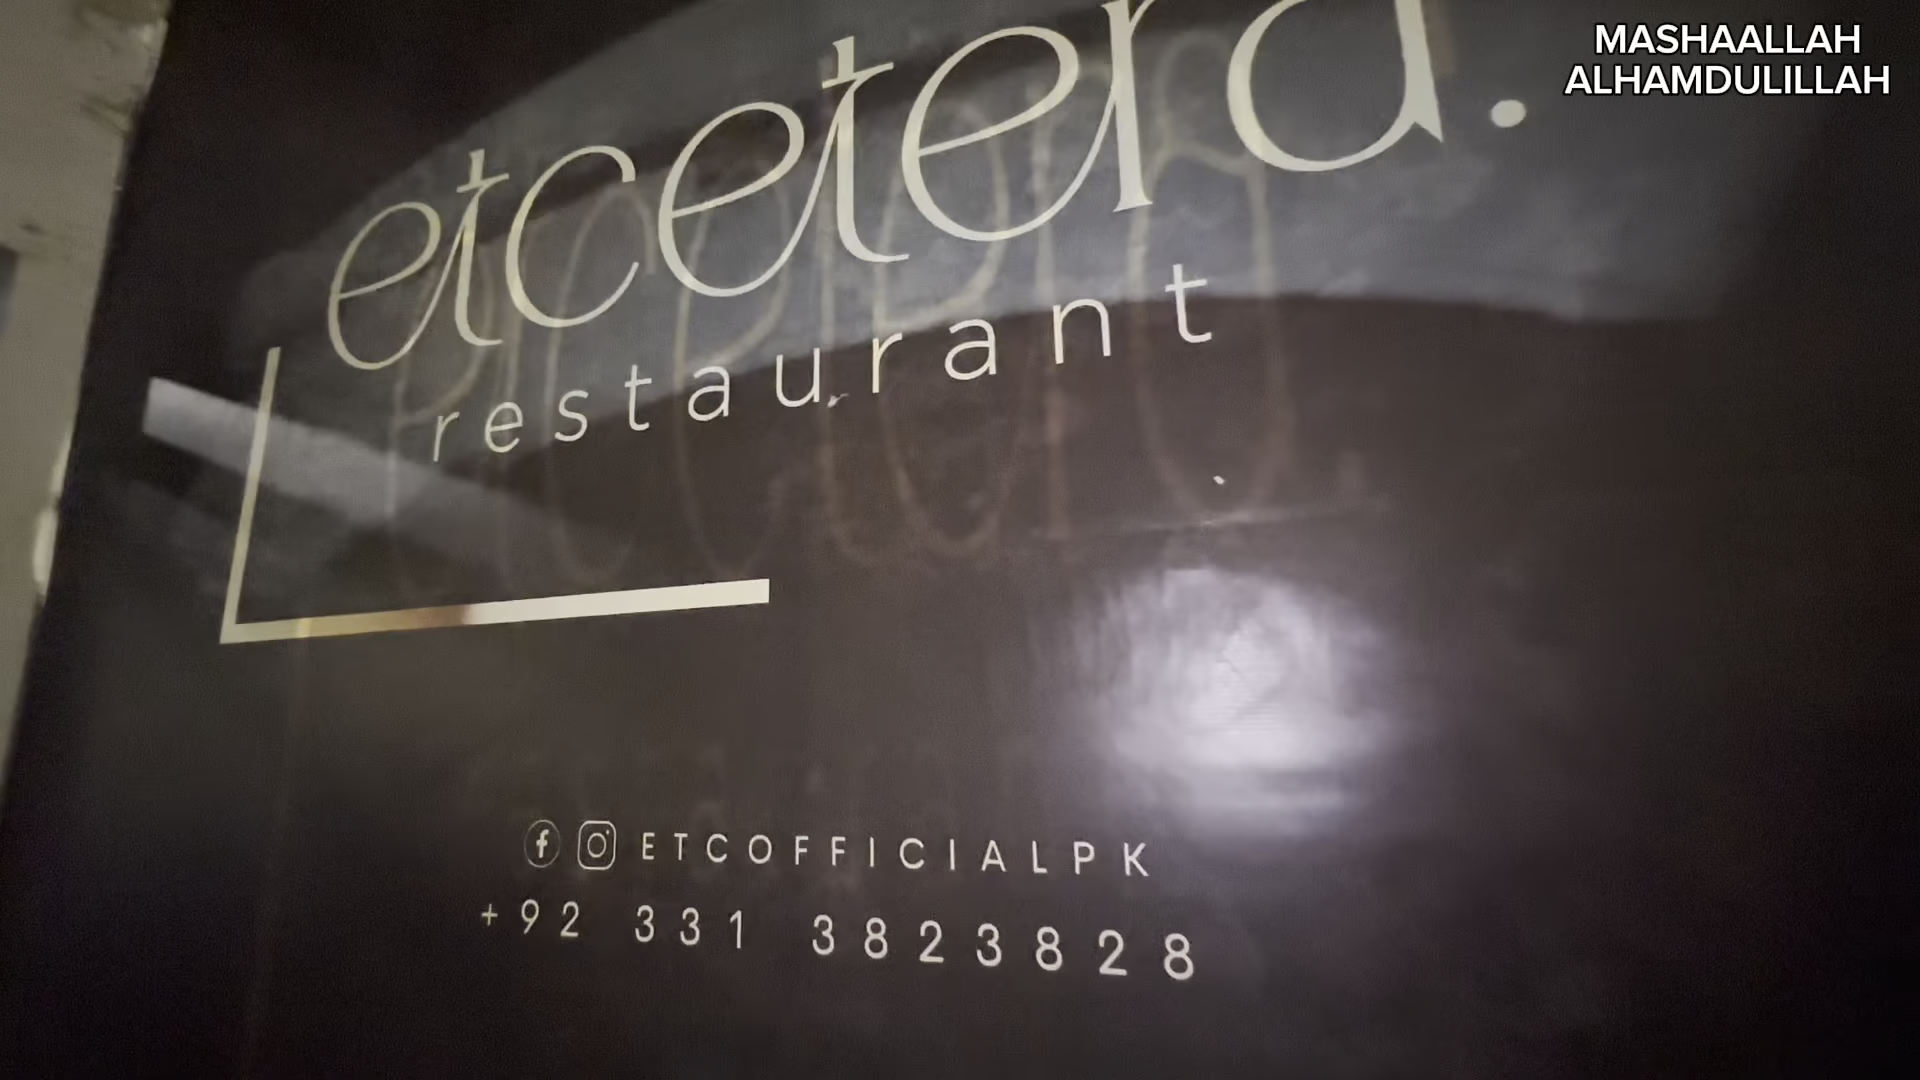 MASHAALLAH
ALHAMDULILLAH
etcetera.
restaurant
ETCOFFICIALPK
+92 331 3823828